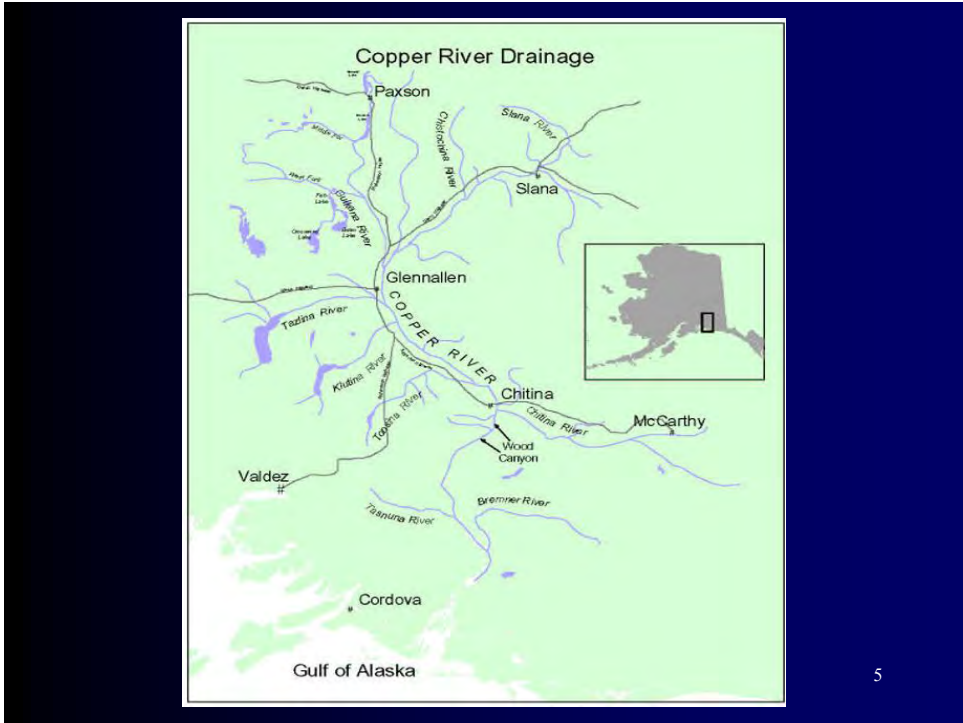 Copper River Drainage
Paxson
Chistochina River
Slana River
Slana
Gulkana River
Glennallen
COPPER RIVER
Tazlina River
Klutina River
Tonsina River
Chitina
Chitina River
McCarthy
Wood
Canyon
Valdez
Bremner River
Tasnuna River
Cordova
Gulf of Alaska
5